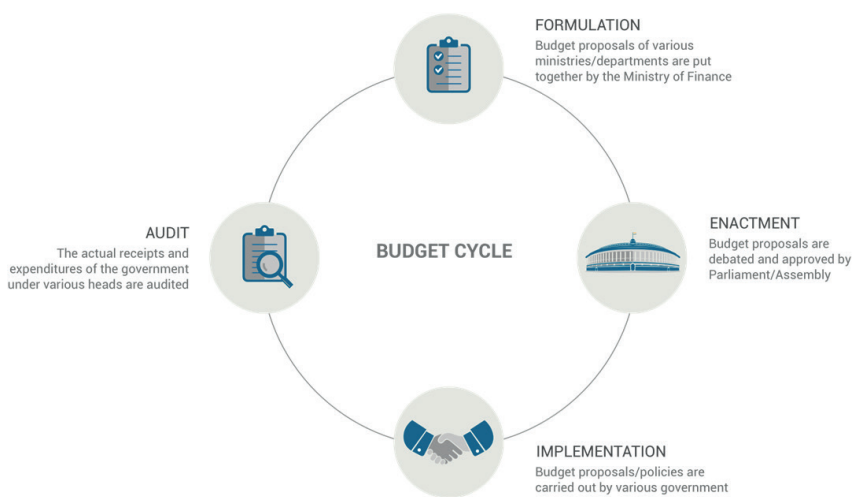 FORMULATION
Budget proposals of various
ministries/departments are put
together by the Ministry of Finance
ENACTMENT
Budget proposals are
debated and approved by
Parliament/Assembly
IMPLEMENTATION
Budget proposals/policies are
carried out by various government
AUDIT
The actual receipts and
expenditures of the government
under various heads are audited
BUDGET CYCLE